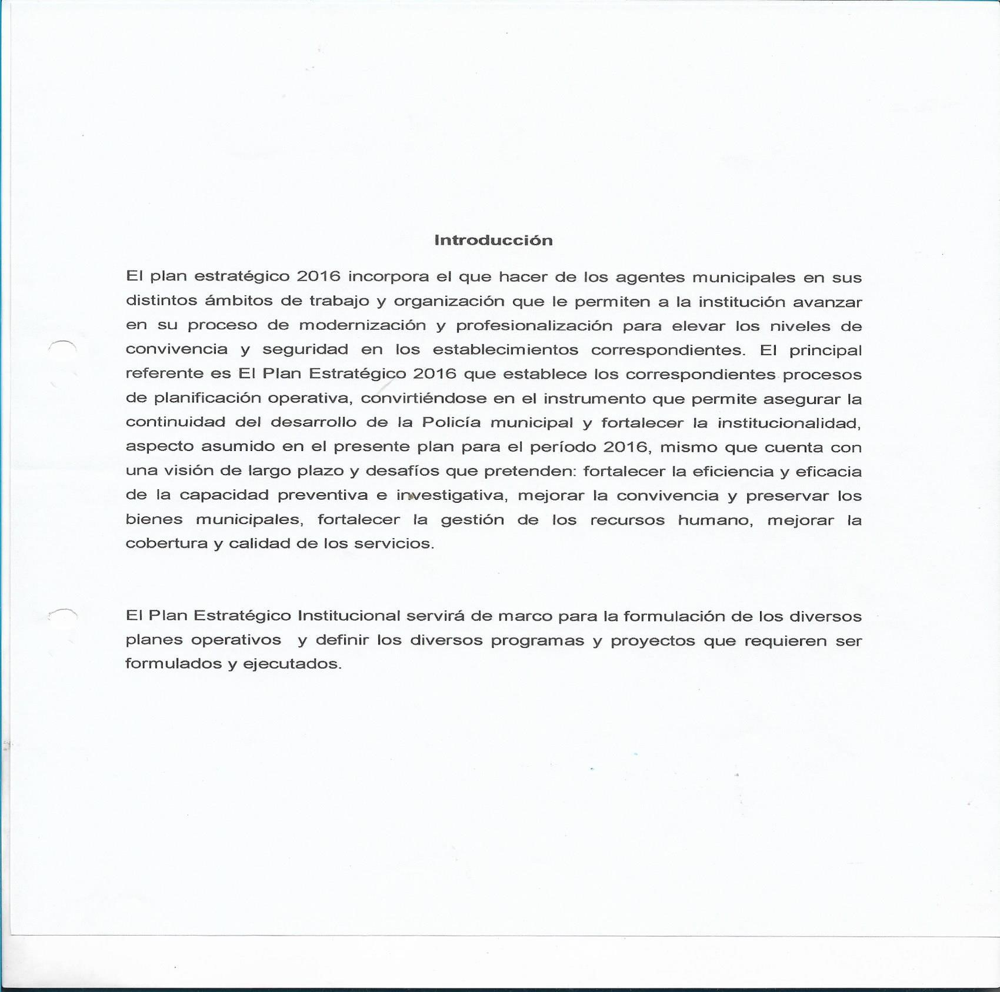 Introducción
El plan estratégico 2016 incorpora el que hacer de los agentes municipales en sus
distintos ámbitos de trabajo y organización que le permiten a la institución avanzar
en su proceso de modernización y profesionalización para elevar los niveles de
convivencia y seguridad en los establecimientos correspondientes. El principal
referente es El Plan Estratégico 2016 que establece los correspondientes procesos
de planificación operativa, convirtiéndose en el instrumento que permite asegurar la
continuidad del desarrollo de la Policía municipal y fortalecer la institucionalidad,
aspecto asumido en el presente plan para el período 2016, mismo que cuenta con
una visión de largo plazo y desafíos que pretenden: fortalecer la eficiencia y eficacia
de la capacidad preventiva e investigativa, mejorar la convivencia y preservar los
bienes municipales, fortalecer la gestión de los recursos humano, mejorar la
cobertura y calidad de los servicios.
El Plan Estratégico Institucional servirá de marco para la formulación de los diversos
planes operativos y definir los diversos programas y proyectos que requieren ser
formulados y ejecutados.